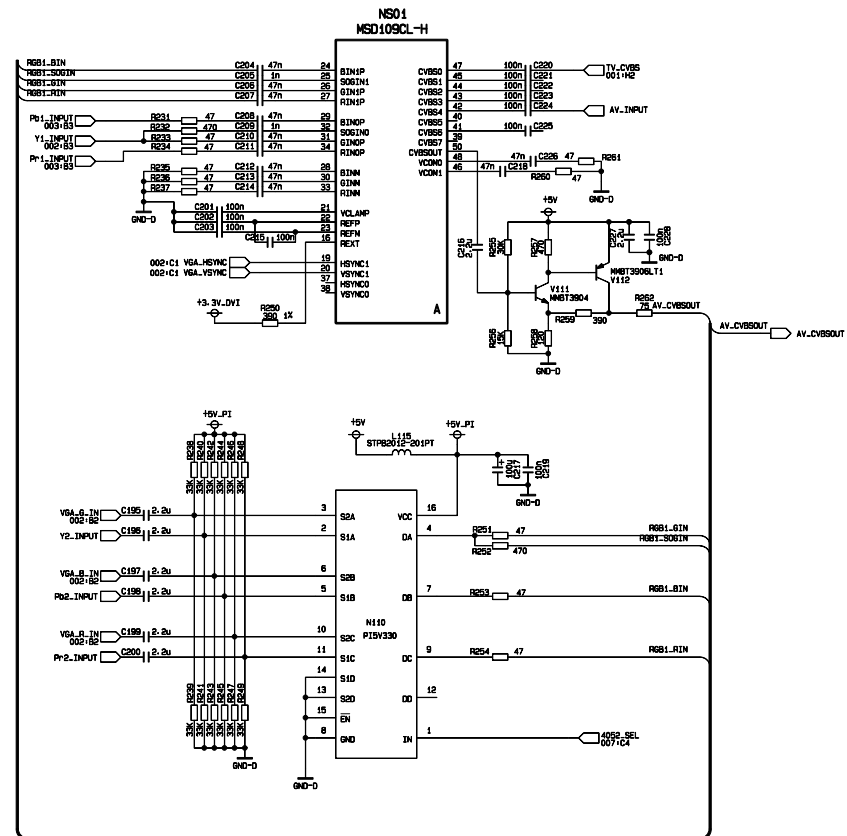 NS01
MSD109CL-H
RGB1_BIN
RGB1_SOGIN
RGB1_GIN
RGB1_RIN
C204 47n 24 BIN1P
C205 1n 25 SOGIN1
C206 47n 26 GIN1P
C207 47n 27 RIN1P
Pb1_INPUT
003:B3
Y1_INPUT
002:B3
Pr1_INPUT
003:B3
R231 47 C208 47n 29 BIN0P
R232 470 C209 1n 32 SOGIN0
R233 47 C210 47n 31 GIN0P
R234 47 C211 47n 34 RIN0P
R235 47 C212 47n 28 BINM
R236 47 C213 47n 30 GINM
R237 47 C214 47n 33 RINM
GND-D
C201 100n 21 VCLAMP
C202 100n 22 REFP
C203 100n 23 REFM
C215 100n 16 REXT
002:C1 VGA_HSYNC 19 HSYNC1
002:C1 VGA_VSYNC 20 VSYNC1
37 HSYNC0
38 VSYNC0
+3.3V_DVI
R250
390 1%
A
CVBS0 47 100n C220 TV_CVBS
001:H2
CVBS1 45 100n C221
CVBS2 44 100n C222
CVBS3 43 100n C223
CVBS4 42 100n C224 AV_INPUT
CVBS5 40
CVBS6 41 100n C225
CVBS7 39
CVBSOUT 50
VCOM0 48 47n C226 47 R261
VCOM1 46 47n C218 R260 47
GND-D
+5V
C216
2.2u
R255
30K
R257
470
C227
2.2u
C228
100n
GND-D
MMBT3906LT1
V112
V111
MMBT3904
R256
15K
R258
120
R259 390
R262
75
AV_CVBSOUT
GND-D
AV_CVBSOUT
AV_CVBSOUT
+5V_PI
R238 R240 R242 R244 R246 R248
33K 33K 33K 33K 33K 33K
+5V
L115
STPB2012-201PT
+5V_PI
100u
C217
100n
C219
GND-D
VGA_G_IN
002:B2
C195 2.2u 3 S2A
Y2_INPUT C196 2.2u 2 S1A
VGA_B_IN
002:B2
C197 2.2u 6 S2B
Pb2_INPUT C198 2.2u 5 S1B
VGA_R_IN
002:B2
C199 2.2u 10 S2C
Pr2_INPUT C200 2.2u 11 S1C
14 S1D
13 S2D
15 EN
8 GND
N110
PI5V330
VCC 16
DA 4 R251 47 RGB1_GIN
R252 470 RGB1_SOGIN
DB 7 R253 47 RGB1_BIN
DC 9 R254 47 RGB1_RIN
DD 12
IN 1 4052_SEL
007:C4
R239 R241 R243 R245 R247 R249
33K 33K 33K 33K 33K 33K
GND-D
GND-D